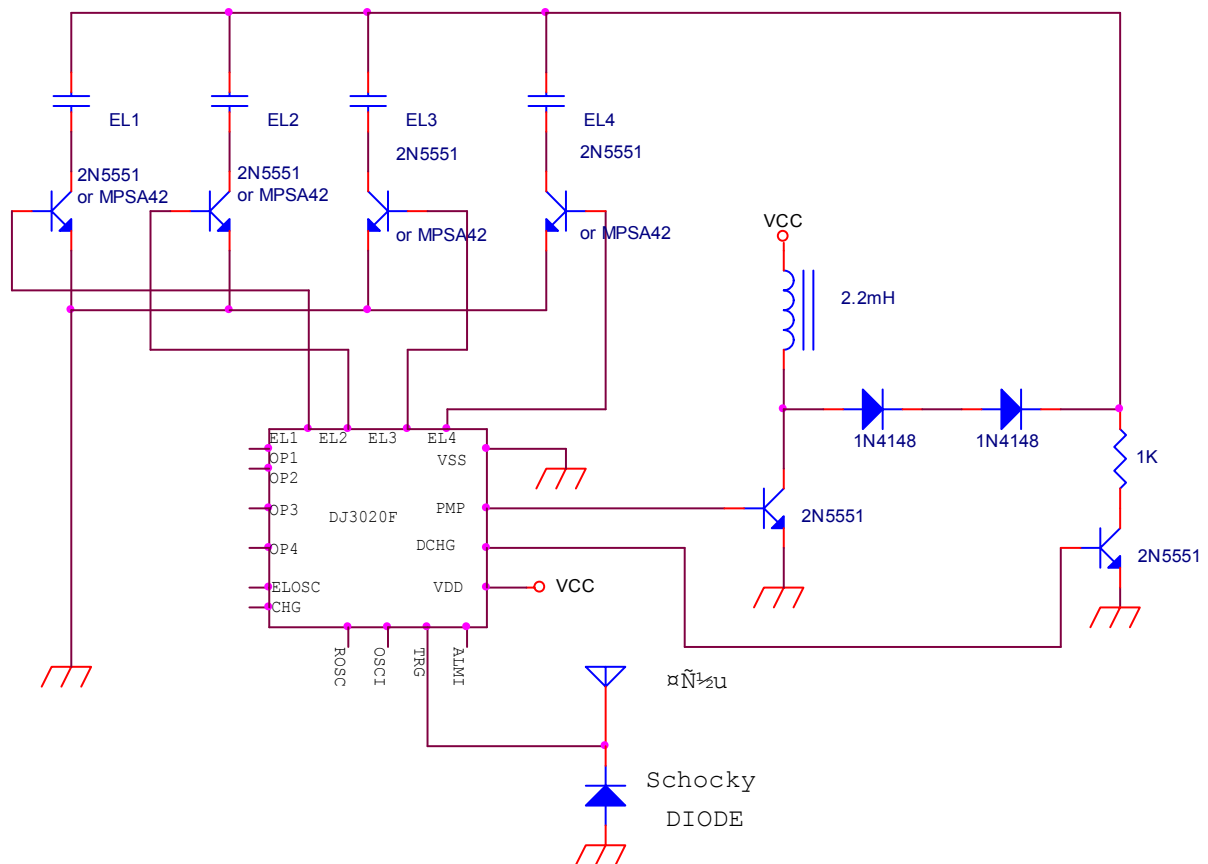 EL1
EL2
EL3
EL4
2N5551
or MPSA42
2N5551
or MPSA42
2N5551
or MPSA42
2N5551
or MPSA42
VCC
2.2mH
1N4148
1N4148
1K
2N5551
2N5551
EL1
EL2
EL3
EL4
OP1
OP2
OP3
OP4
ELOSC
CHG
DJ3020F
VSS
PMP
DCHG
VDD
VCC
ROSC
OSCI
TRG
ALMI
¤Ñ½u
Schocky
DIODE